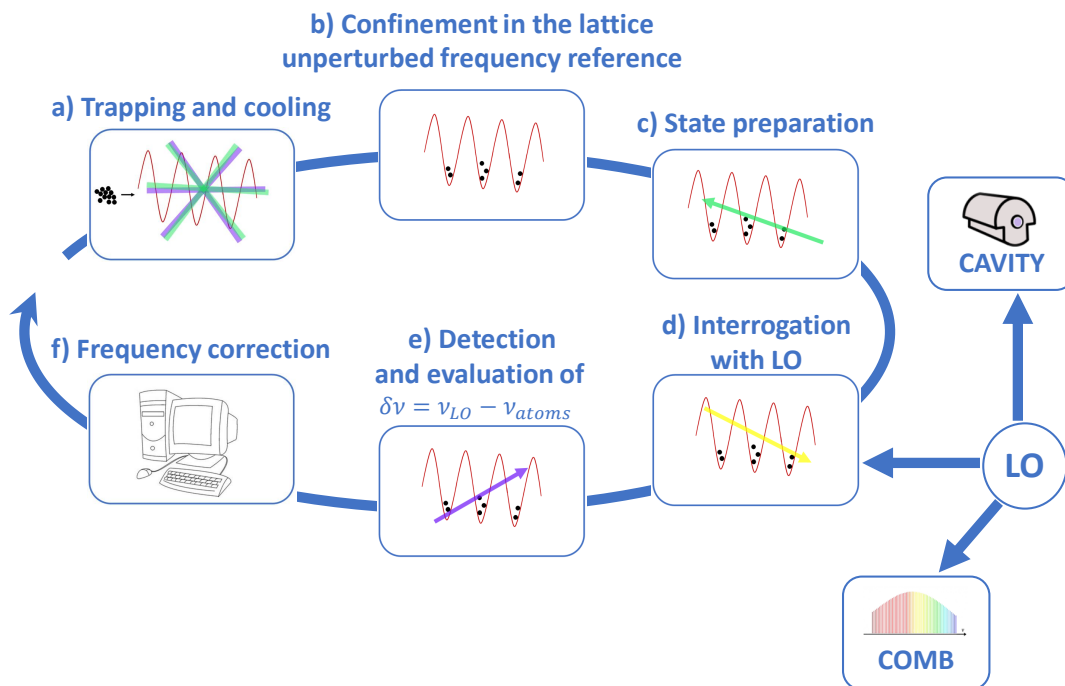 b) Confinement in the lattice
unperturbed frequency reference
a) Trapping and cooling
c) State preparation
CAVITY
f) Frequency correction
e) Detection
and evaluation of
δν = ν_LO − ν_atoms
d) Interrogation
with LO
LO
COMB
ν